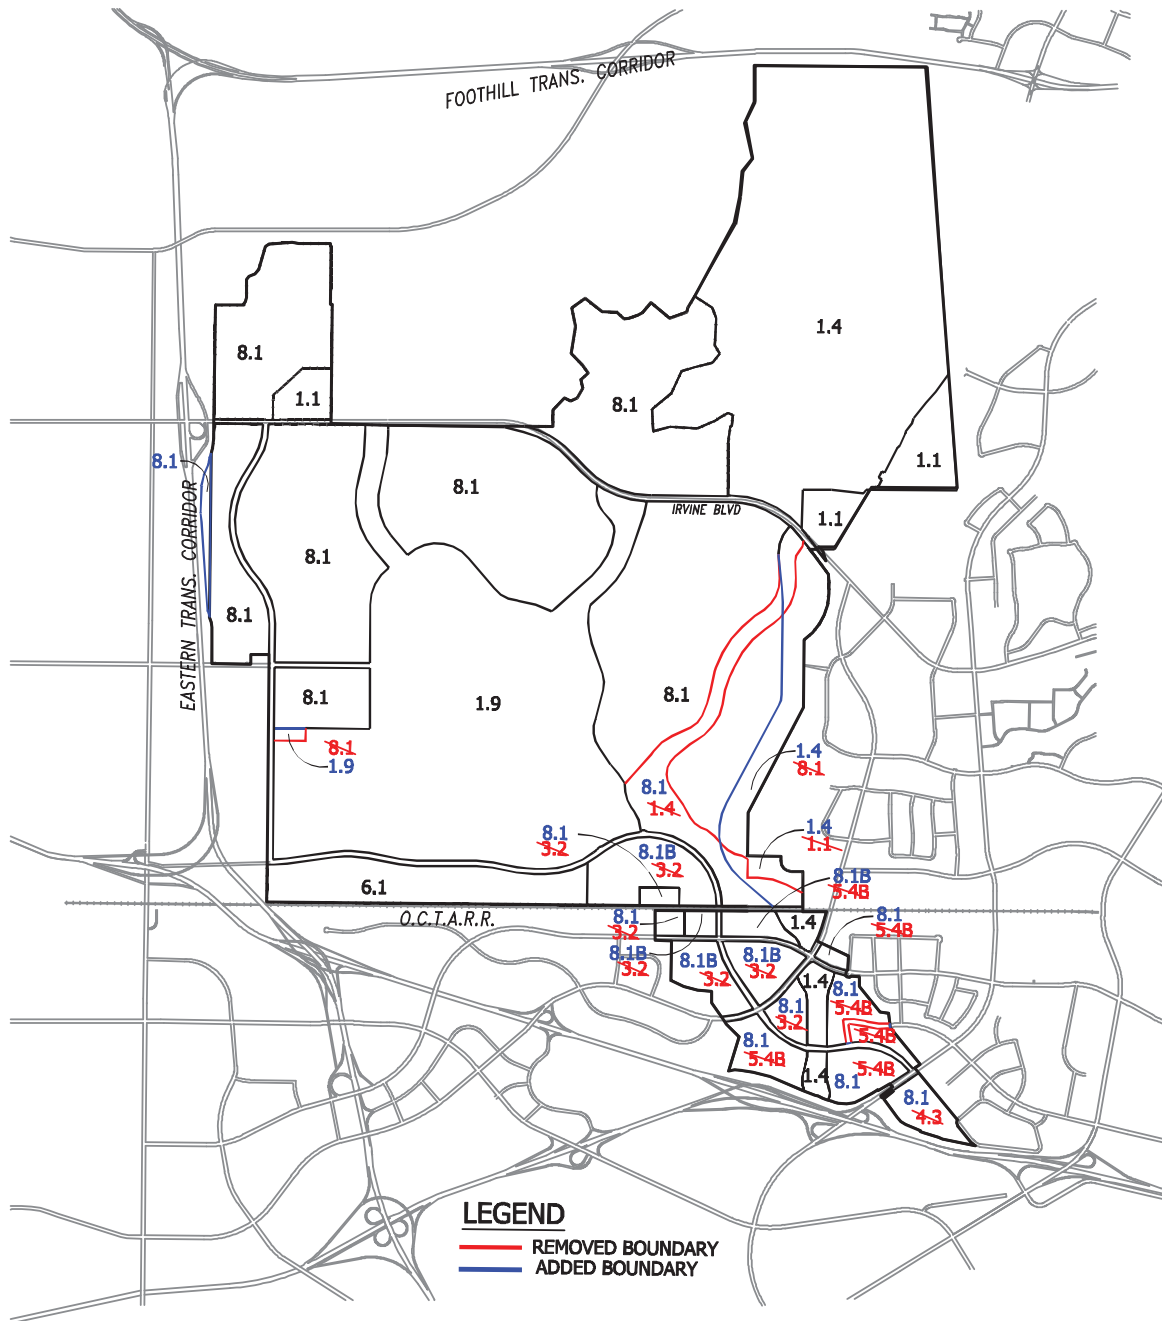 FOOTHILL TRANS. CORRIDOR
1.4
8.1
1.1
8.1
1.1
8.1
8.1
1.1
IRVINE BLVD
EASTERN TRANS. CORRIDOR
8.1
8.1
8.1
8.1
1.9
8.1
8.1
1.9
1.4
8.1
8.1
1.4
8.1
3.2
8.1B
3.2
1.4
1.1
8.1B
5.4B
6.1
O.C.T.A.R.R.
8.1
3.2
1.4
8.1
5.4B
8.1B
3.2
8.1B
3.2
8.1B
3.2
1.4
8.1
5.4B
8.1
3.2
5.4B
8.1
5.4B
5.4B
1.4
8.1
8.1
4.3
LEGEND
REMOVED BOUNDARY
ADDED BOUNDARY